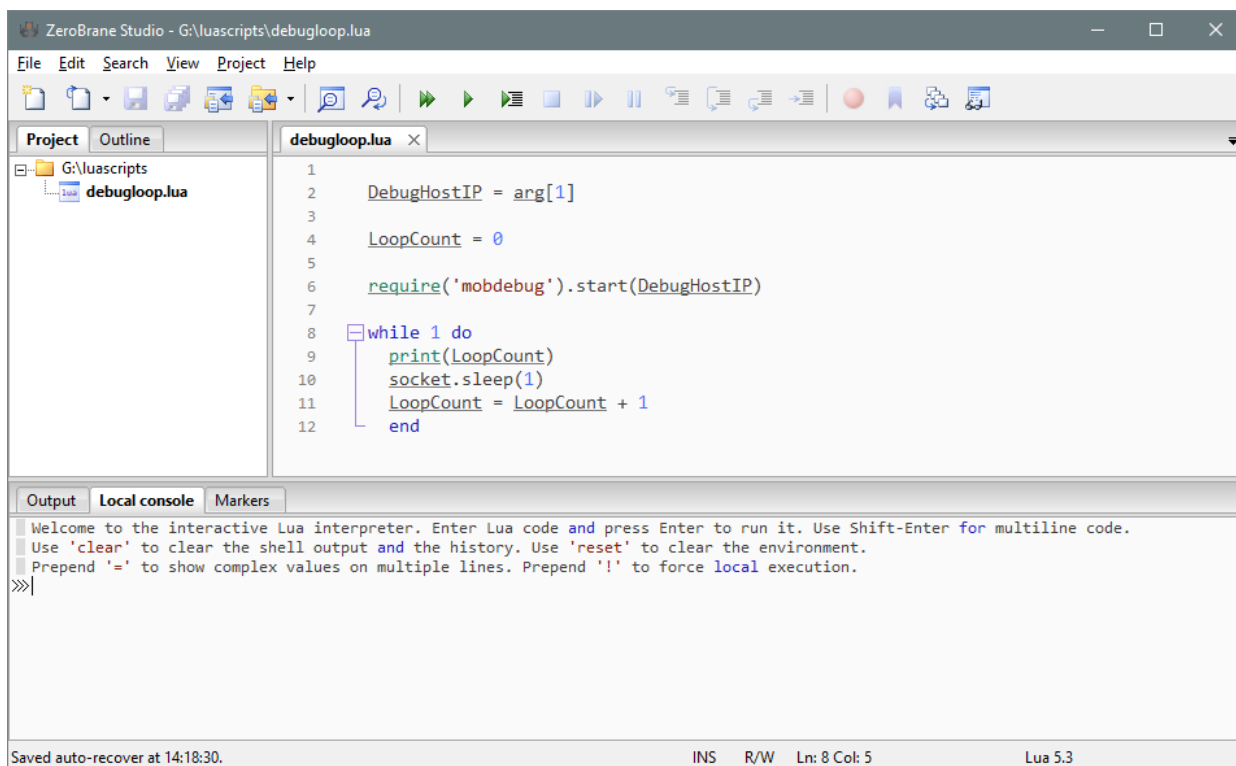 ZeroBrane Studio - G:\luascripts\debugloop.lua
File Edit Search View Project Help
Project Outline
G:\luascripts
lua debugloop.lua
debugloop.lua
1
2 DebugHostIP = arg[1]
3
4 LoopCount = 0
5
6 require('mobdebug').start(DebugHostIP)
7
8 while 1 do
9 print(LoopCount)
10 socket.sleep(1)
11 LoopCount = LoopCount + 1
12 end
Output Local console Markers
Welcome to the interactive Lua interpreter. Enter Lua code and press Enter to run it. Use Shift-Enter for multiline code.
Use 'clear' to clear the shell output and the history. Use 'reset' to clear the environment.
Prepend '=' to show complex values on multiple lines. Prepend '!' to force local execution.
Saved auto-recover at 14:18:30. INS R/W Ln: 8 Col: 5 Lua 5.3